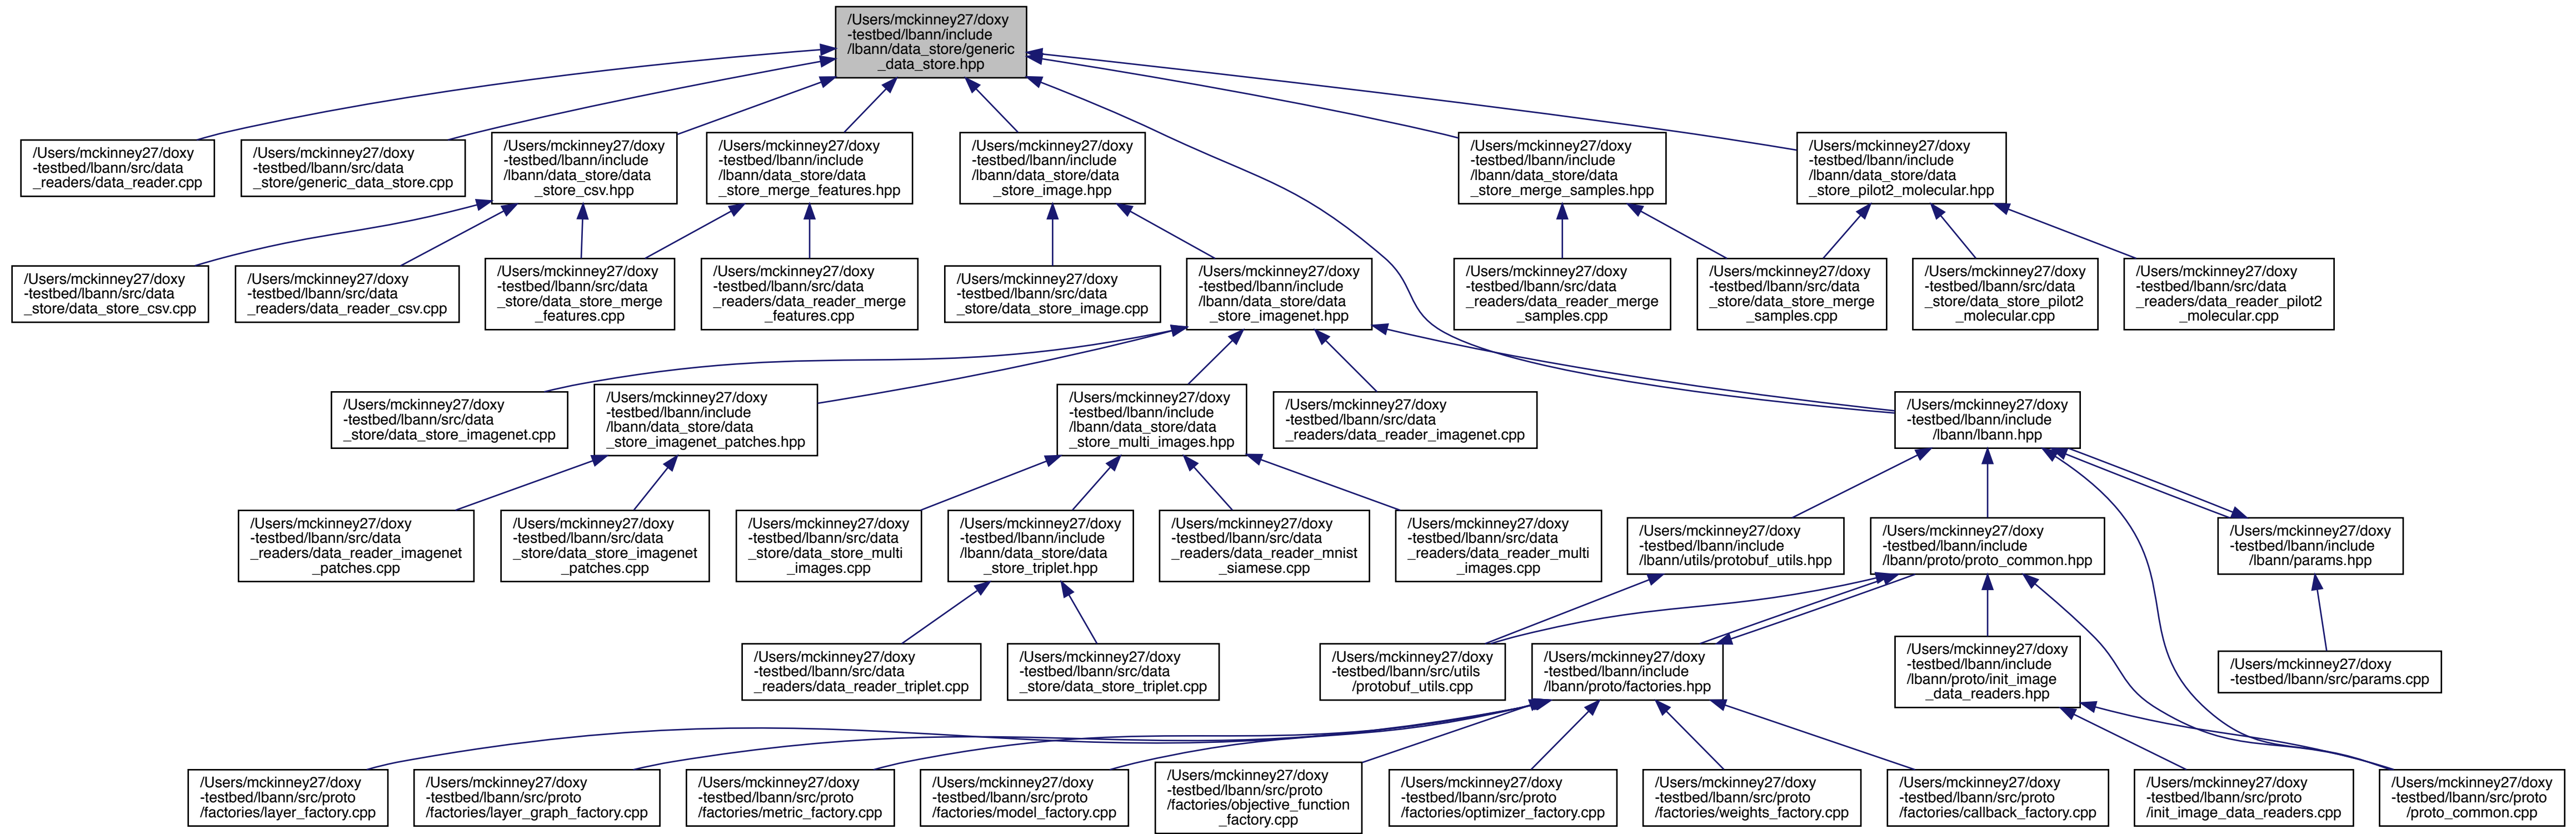 /Users/mckinney27/doxy
-testbed/lbann/include
/lbann/data_store/generic
_data_store.hpp
/Users/mckinney27/doxy
-testbed/lbann/src/data
_readers/data_reader.cpp
/Users/mckinney27/doxy
-testbed/lbann/src/data
_store/generic_data_store.cpp
/Users/mckinney27/doxy
-testbed/lbann/include
/lbann/data_store/data
_store_csv.hpp
/Users/mckinney27/doxy
-testbed/lbann/include
/lbann/data_store/data
_store_merge_features.hpp
/Users/mckinney27/doxy
-testbed/lbann/include
/lbann/data_store/data
_store_image.hpp
/Users/mckinney27/doxy
-testbed/lbann/include
/lbann/data_store/data
_store_merge_samples.hpp
/Users/mckinney27/doxy
-testbed/lbann/include
/lbann/data_store/data
_store_pilot2_molecular.hpp
/Users/mckinney27/doxy
-testbed/lbann/src/data
_store/data_store_csv.cpp
/Users/mckinney27/doxy
-testbed/lbann/src/data
_readers/data_reader_csv.cpp
/Users/mckinney27/doxy
-testbed/lbann/src/data
_store/data_store_merge
_features.cpp
/Users/mckinney27/doxy
-testbed/lbann/src/data
_readers/data_reader_merge
_features.cpp
/Users/mckinney27/doxy
-testbed/lbann/src/data
_store/data_store_image.cpp
/Users/mckinney27/doxy
-testbed/lbann/include
/lbann/data_store/data
_store_imagenet.hpp
/Users/mckinney27/doxy
-testbed/lbann/src/data
_readers/data_reader_merge
_samples.cpp
/Users/mckinney27/doxy
-testbed/lbann/src/data
_store/data_store_merge
_samples.cpp
/Users/mckinney27/doxy
-testbed/lbann/src/data
_store/data_store_pilot2
_molecular.cpp
/Users/mckinney27/doxy
-testbed/lbann/src/data
_readers/data_reader_pilot2
_molecular.cpp
/Users/mckinney27/doxy
-testbed/lbann/src/data
_store/data_store_imagenet.cpp
/Users/mckinney27/doxy
-testbed/lbann/include
/lbann/data_store/data
_store_imagenet_patches.hpp
/Users/mckinney27/doxy
-testbed/lbann/include
/lbann/data_store/data
_store_multi_images.hpp
/Users/mckinney27/doxy
-testbed/lbann/src/data
_readers/data_reader_imagenet.cpp
/Users/mckinney27/doxy
-testbed/lbann/include
/lbann/lbann.hpp
/Users/mckinney27/doxy
-testbed/lbann/src/data
_readers/data_reader_imagenet
_patches.cpp
/Users/mckinney27/doxy
-testbed/lbann/src/data
_store/data_store_imagenet
_patches.cpp
/Users/mckinney27/doxy
-testbed/lbann/src/data
_store/data_store_multi
_images.cpp
/Users/mckinney27/doxy
-testbed/lbann/include
/lbann/data_store/data
_store_triplet.hpp
/Users/mckinney27/doxy
-testbed/lbann/src/data
_readers/data_reader_mnist
_siamese.cpp
/Users/mckinney27/doxy
-testbed/lbann/src/data
_readers/data_reader_multi
_images.cpp
/Users/mckinney27/doxy
-testbed/lbann/include
/lbann/utils/protobuf_utils.hpp
/Users/mckinney27/doxy
-testbed/lbann/include
/lbann/proto/proto_common.hpp
/Users/mckinney27/doxy
-testbed/lbann/include
/lbann/params.hpp
/Users/mckinney27/doxy
-testbed/lbann/src/data
_readers/data_reader_triplet.cpp
/Users/mckinney27/doxy
-testbed/lbann/src/data
_store/data_store_triplet.cpp
/Users/mckinney27/doxy
-testbed/lbann/src/utils
/protobuf_utils.cpp
/Users/mckinney27/doxy
-testbed/lbann/include
/lbann/proto/factories.hpp
/Users/mckinney27/doxy
-testbed/lbann/include
/lbann/proto/init_image
_data_readers.hpp
/Users/mckinney27/doxy
-testbed/lbann/src/params.cpp
/Users/mckinney27/doxy
-testbed/lbann/src/proto
/factories/layer_factory.cpp
/Users/mckinney27/doxy
-testbed/lbann/src/proto
/factories/layer_graph_factory.cpp
/Users/mckinney27/doxy
-testbed/lbann/src/proto
/factories/metric_factory.cpp
/Users/mckinney27/doxy
-testbed/lbann/src/proto
/factories/model_factory.cpp
/Users/mckinney27/doxy
-testbed/lbann/src/proto
/factories/objective_function
_factory.cpp
/Users/mckinney27/doxy
-testbed/lbann/src/proto
/factories/optimizer_factory.cpp
/Users/mckinney27/doxy
-testbed/lbann/src/proto
/factories/weights_factory.cpp
/Users/mckinney27/doxy
-testbed/lbann/src/proto
/factories/callback_factory.cpp
/Users/mckinney27/doxy
-testbed/lbann/src/proto
/init_image_data_readers.cpp
/Users/mckinney27/doxy
-testbed/lbann/src/proto
/proto_common.cpp